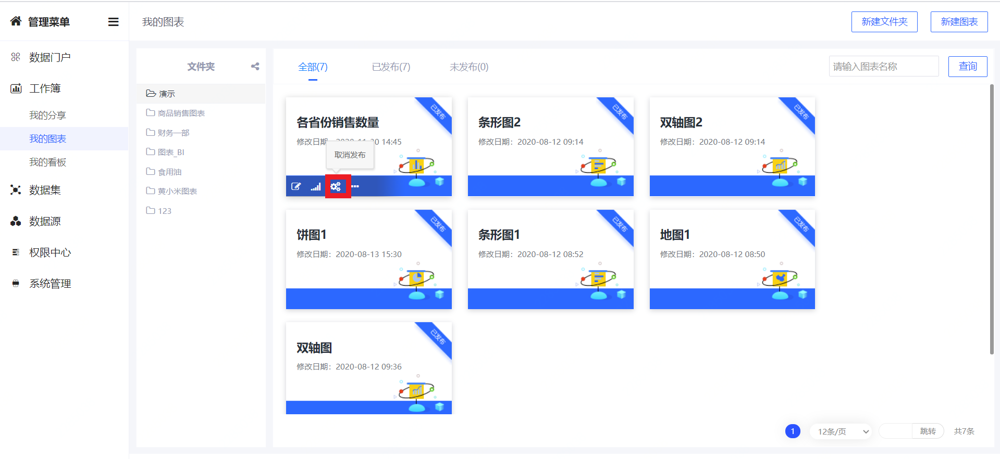 管理菜单
我的图表
新建文件夹
新建图表
数据门户
工作簿
我的分享
我的图表
我的看板
数据集
数据源
权限中心
系统管理
文件夹
演示
商品销售图表
财务一部
图表_BI
食用油
黄小米图表
123
全部(7)
已发布(7)
未发布(0)
请输入图表名称
查询
已发布
各省份销售数量
修改日期：2020-11-20 14:45
取消发布
已发布
条形图2
修改日期：2020-08-12 09:14
已发布
双轴图2
修改日期：2020-08-12 09:14
已发布
饼图1
修改日期：2020-08-13 15:30
已发布
条形图1
修改日期：2020-08-12 08:52
已发布
地图1
修改日期：2020-08-12 08:50
已发布
双轴图
修改日期：2020-08-12 09:36
1
12条/页
跳转
共7条